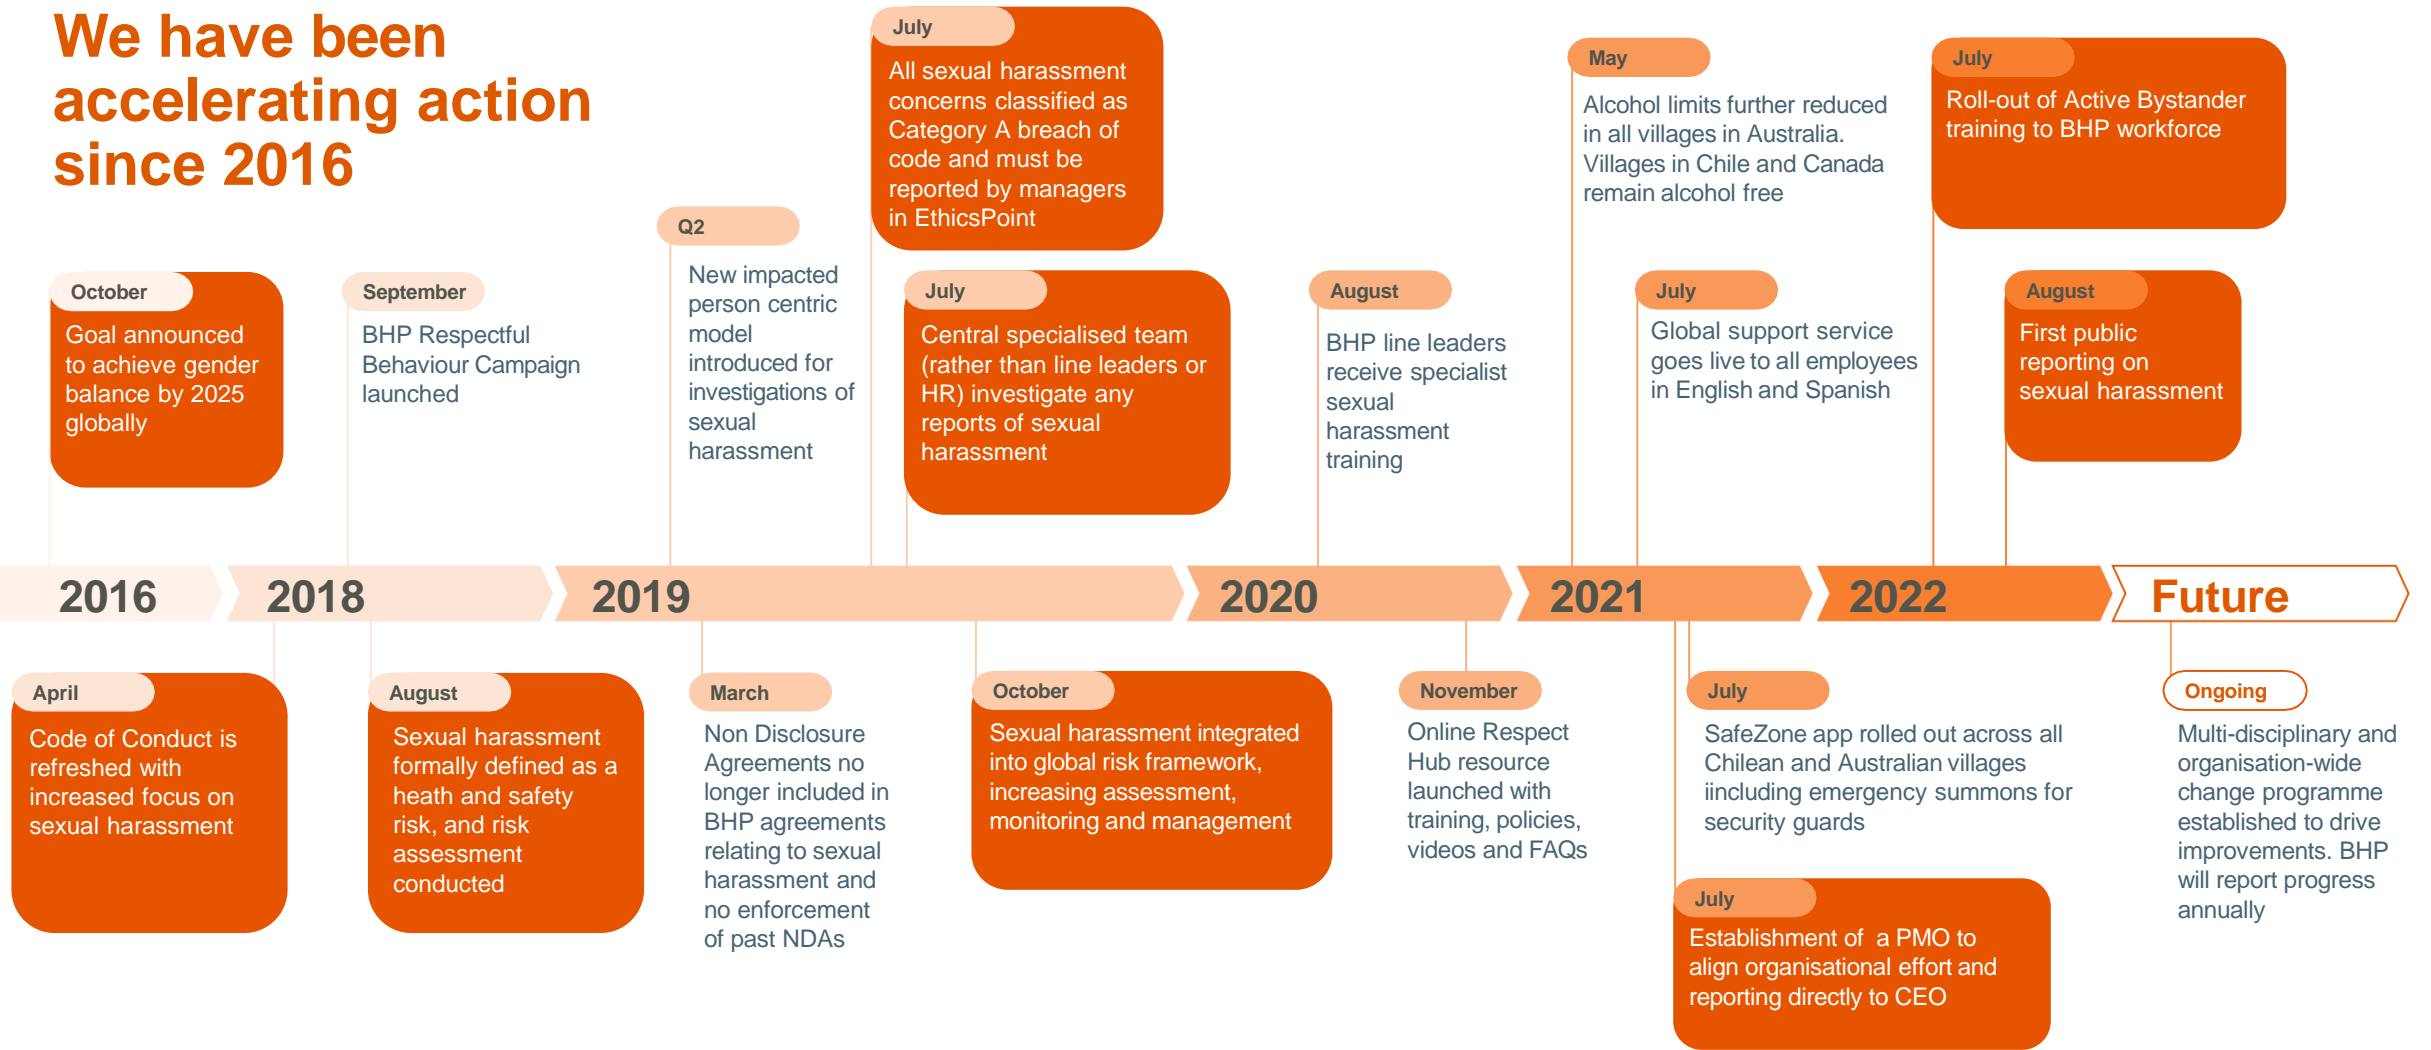 We have been
accelerating action
since 2016
October
Goal announced
to achieve gender
balance by 2025
globally
September
BHP Respectful
Behaviour Campaign
launched
Q2
New impacted
person centric
model
introduced for
investigations of
sexual
harassment
July
All sexual harassment
concerns classified as
Category A breach of
code and must be
reported by managers
in EthicsPoint
July
Central specialised team
(rather than line leaders or
HR) investigate any
reports of sexual
harassment
August
BHP line leaders
receive specialist
sexual
harassment
training
May
Alcohol limits further reduced
in all villages in Australia.
Villages in Chile and Canada
remain alcohol free
July
Global support service
goes live to all employees
in English and Spanish
July
Roll-out of Active Bystander
training to BHP workforce
August
First public
reporting on
sexual harassment
2016
2018
2019
2020
2021
2022
Future
April
Code of Conduct is
refreshed with
increased focus on
sexual harassment
August
Sexual harassment
formally defined as a
heath and safety
risk, and risk
assessment
conducted
March
Non Disclosure
Agreements no
longer included in
BHP agreements
relating to sexual
harassment and
no enforcement
of past NDAs
October
Sexual harassment integrated
into global risk framework,
increasing assessment,
monitoring and management
November
Online Respect
Hub resource
launched with
training, policies,
videos and FAQs
July
SafeZone app rolled out across all
Chilean and Australian villages
iincluding emergency summons for
security guards
July
Establishment of  a PMO to
align organisational effort and
reporting directly to CEO
Ongoing
Multi-disciplinary and
organisation-wide
change programme
established to drive
improvements. BHP
will report progress
annually